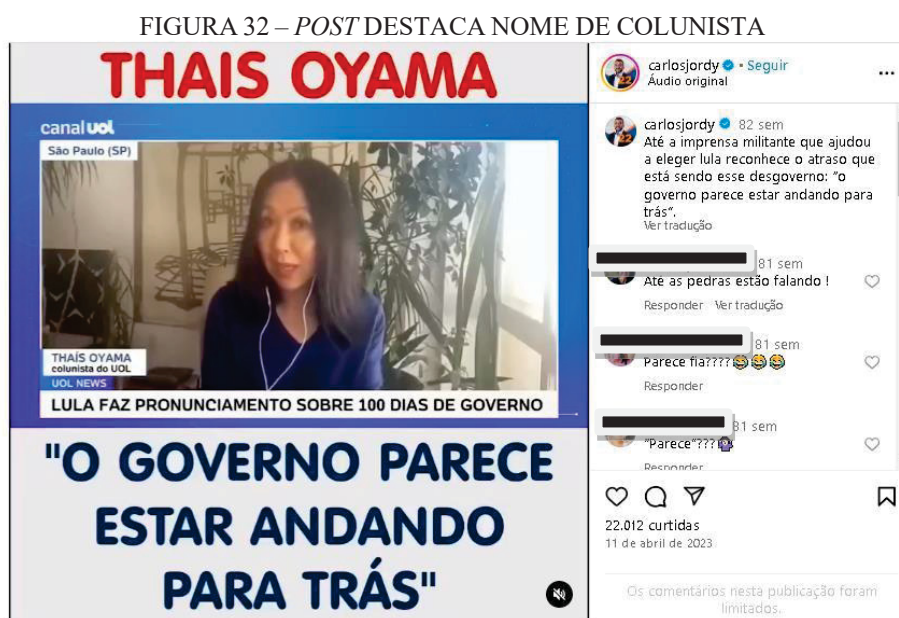 FIGURA 32 – POST DESTACA NOME DE COLUNISTA
THAIS OYAMA
canal uol
São Paulo (SP)
THAÍS OYAMA
colunista do UOL
UOL NEWS
LULA FAZ PRONUNCIAMENTO SOBRE 100 DIAS DE GOVERNO
"O GOVERNO PARECE
ESTAR ANDANDO
PARA TRÁS"
carlosjordy • Seguir
Áudio original
carlosjordy 82 sem
Até a imprensa militante que ajudou
a eleger lula reconhece o atraso que
está sendo esse desgoverno: "o
governo parece estar andando para
trás".
Ver tradução
81 sem
Até as pedras estão falando !
Responder Ver tradução
81 sem
Parece fia????😂😂😂
Responder
81 sem
"Parece"???
Responder
22.012 curtidas
11 de abril de 2023
Os comentários nesta publicação foram
limitados.